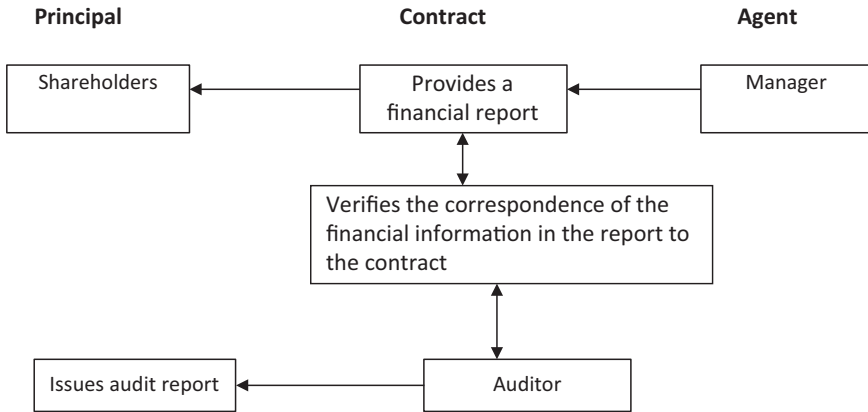 Principal
Contract
Agent
Shareholders
Provides a
financial report
Manager
Verifies the correspondence of the
financial information in the report to
the contract
Issues audit report
Auditor